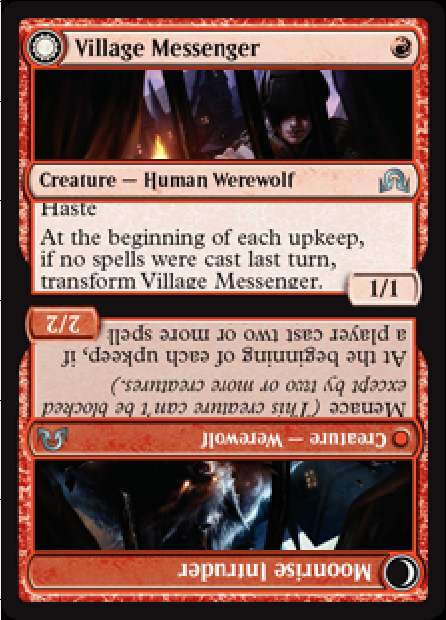 Village Messenger
Creature — Human Werewolf
Haste
At the beginning of each upkeep,
if no spells were cast last turn,
transform Village Messenger.
1/1
Moonrise Intruder
Creature — Werewolf
Menace (This creature can't be blocked
except by two or more creatures.)
At the beginning of each upkeep, if
a player cast two or more spell
2/2